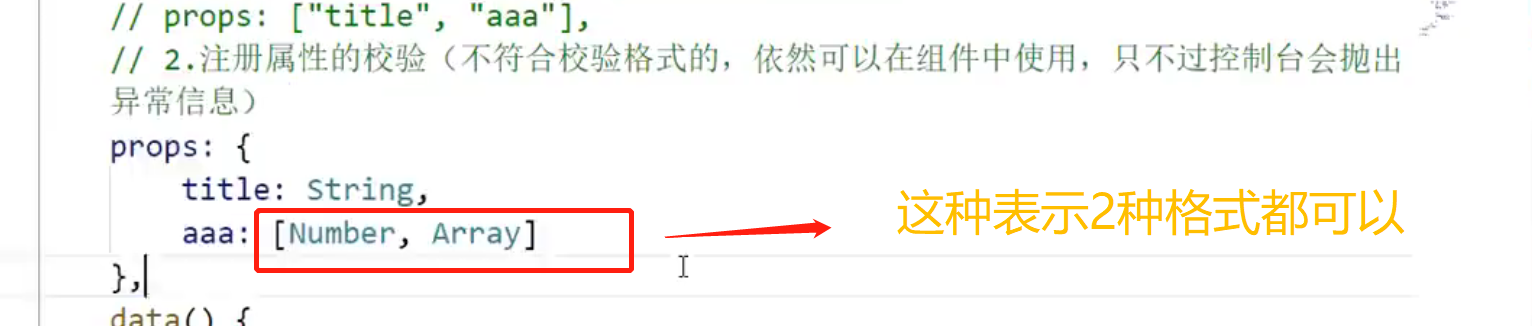 // props: ["title", "aaa"],
// 2.注册属性的校验（不符合校验格式的，依然可以在组件中使用，只不过控制台会抛出
异常信息）
props: {
title: String,
aaa: [Number, Array]
这种表示2种格式都可以
},
data() {